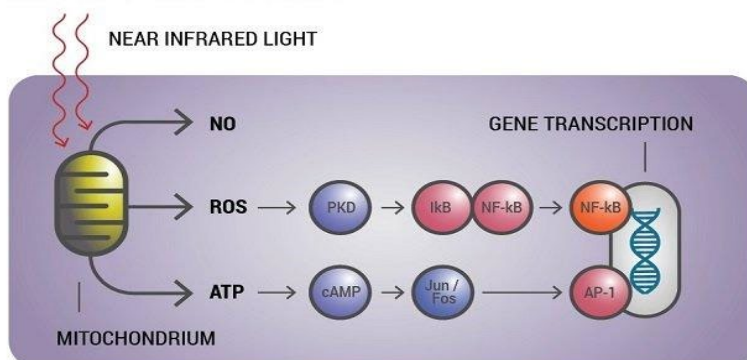 NEAR INFRARED LIGHT
NO
GENE TRANSCRIPTION
ROS
PKD
IkB
NF-kB
NF-kB
ATP
cAMP
Jun /
Fos
AP-1
MITOCHONDRIUM